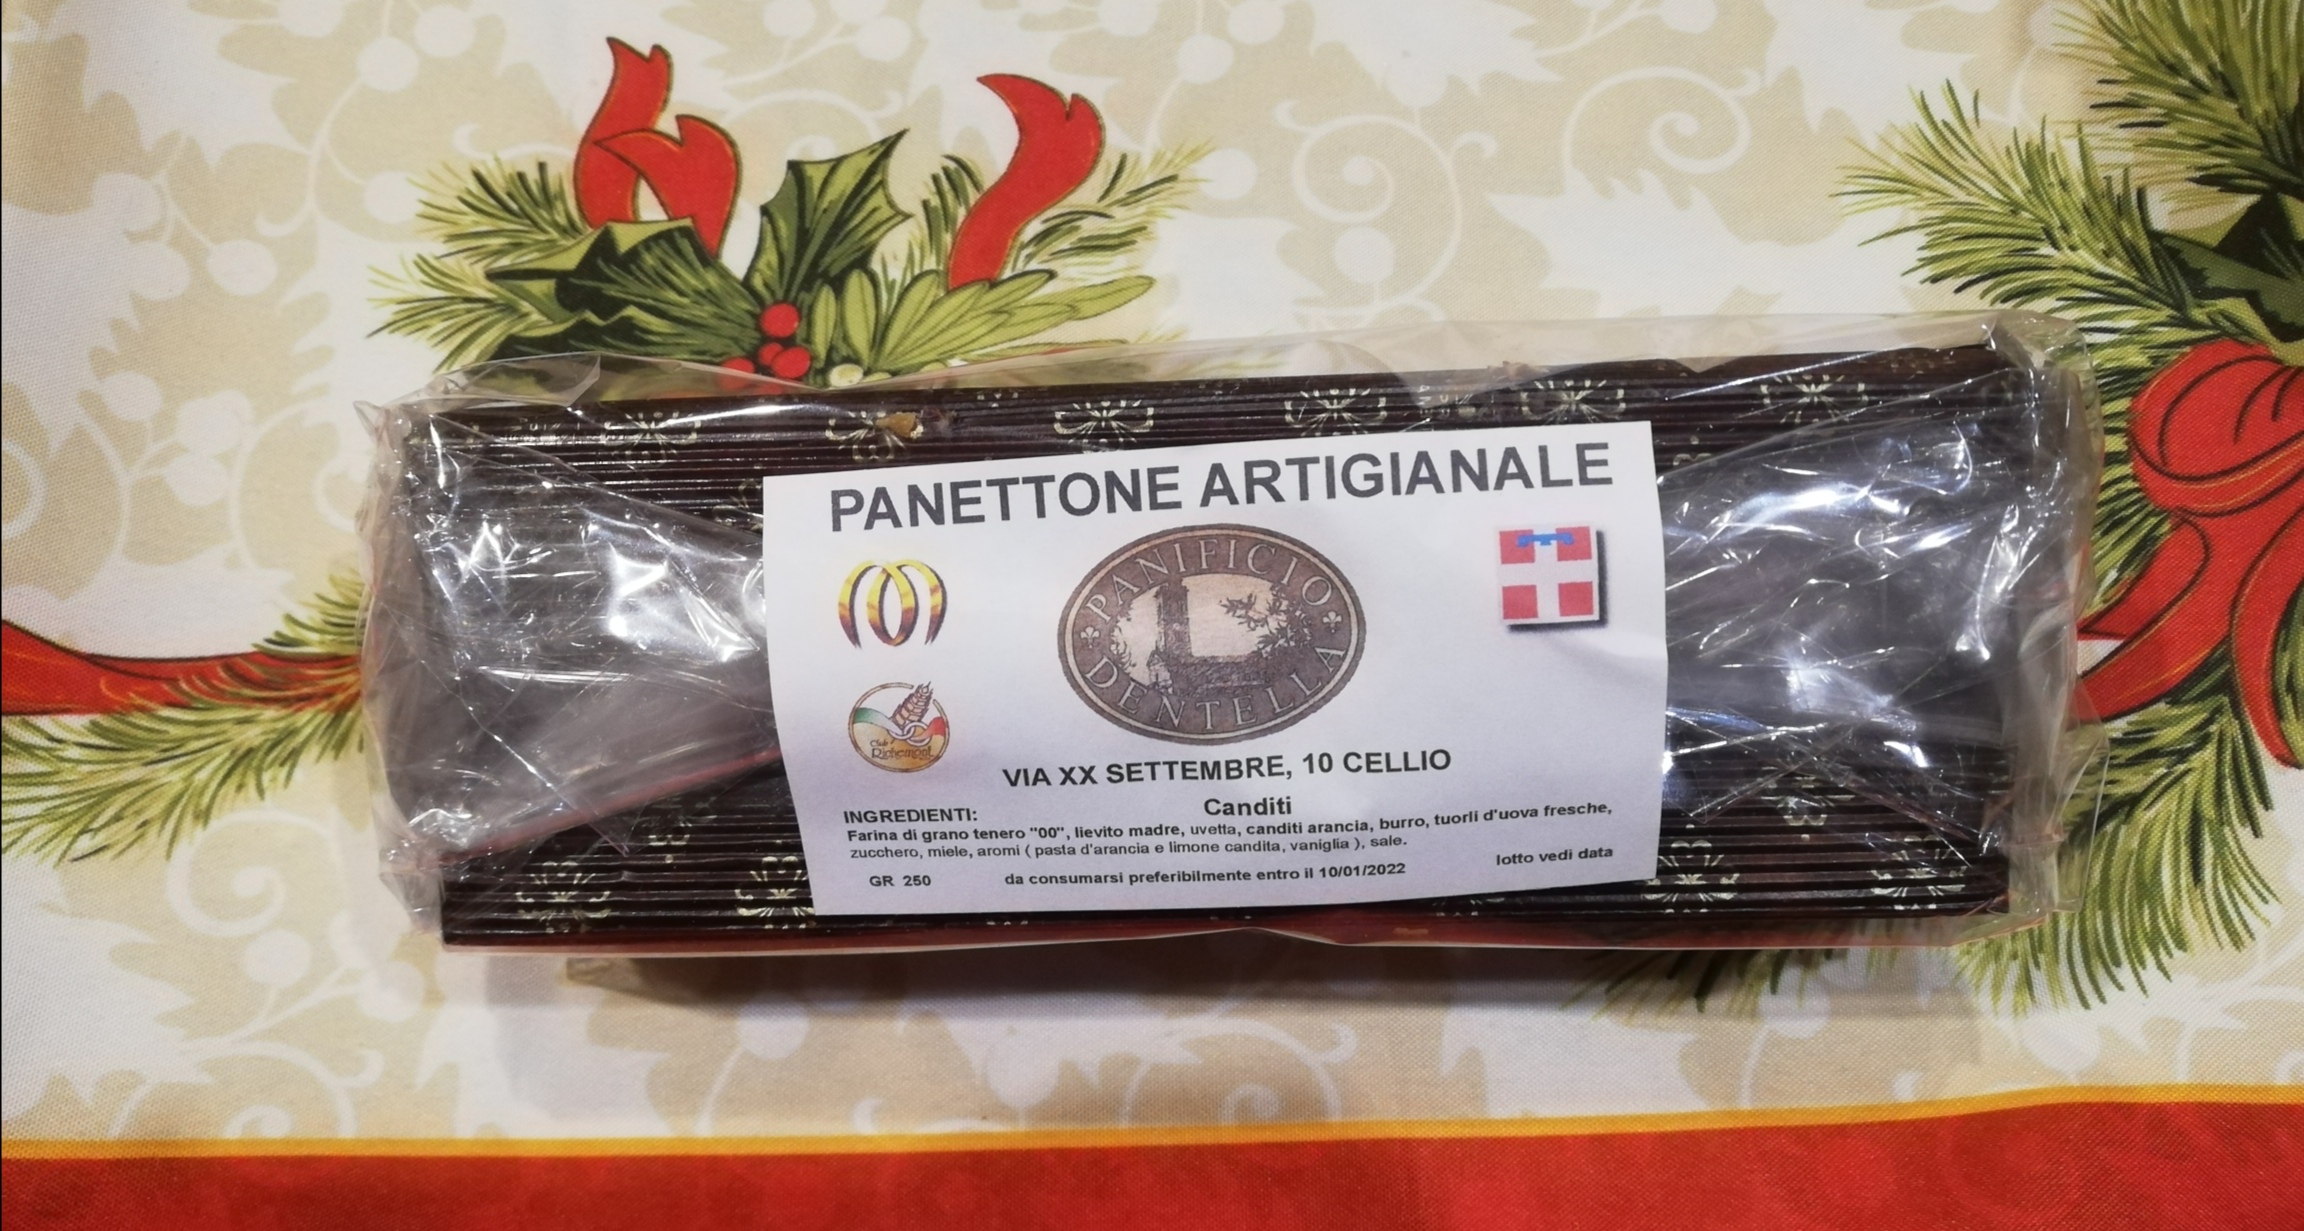 PANETTONE ARTIGIANALE
PANIFICIO
DENTELLA
Club
Richemont
VIA XX SETTEMBRE, 10 CELLIO
Canditi
INGREDIENTI:
Farina di grano tenero "00", lievito madre, uvetta, canditi arancia, burro, tuorli d'uova fresche,
zucchero, miele, aromi ( pasta d'arancia e limone candita, vaniglia ), sale.
GR 250 da consumarsi preferibilmente entro il 10/01/2022 lotto vedi data